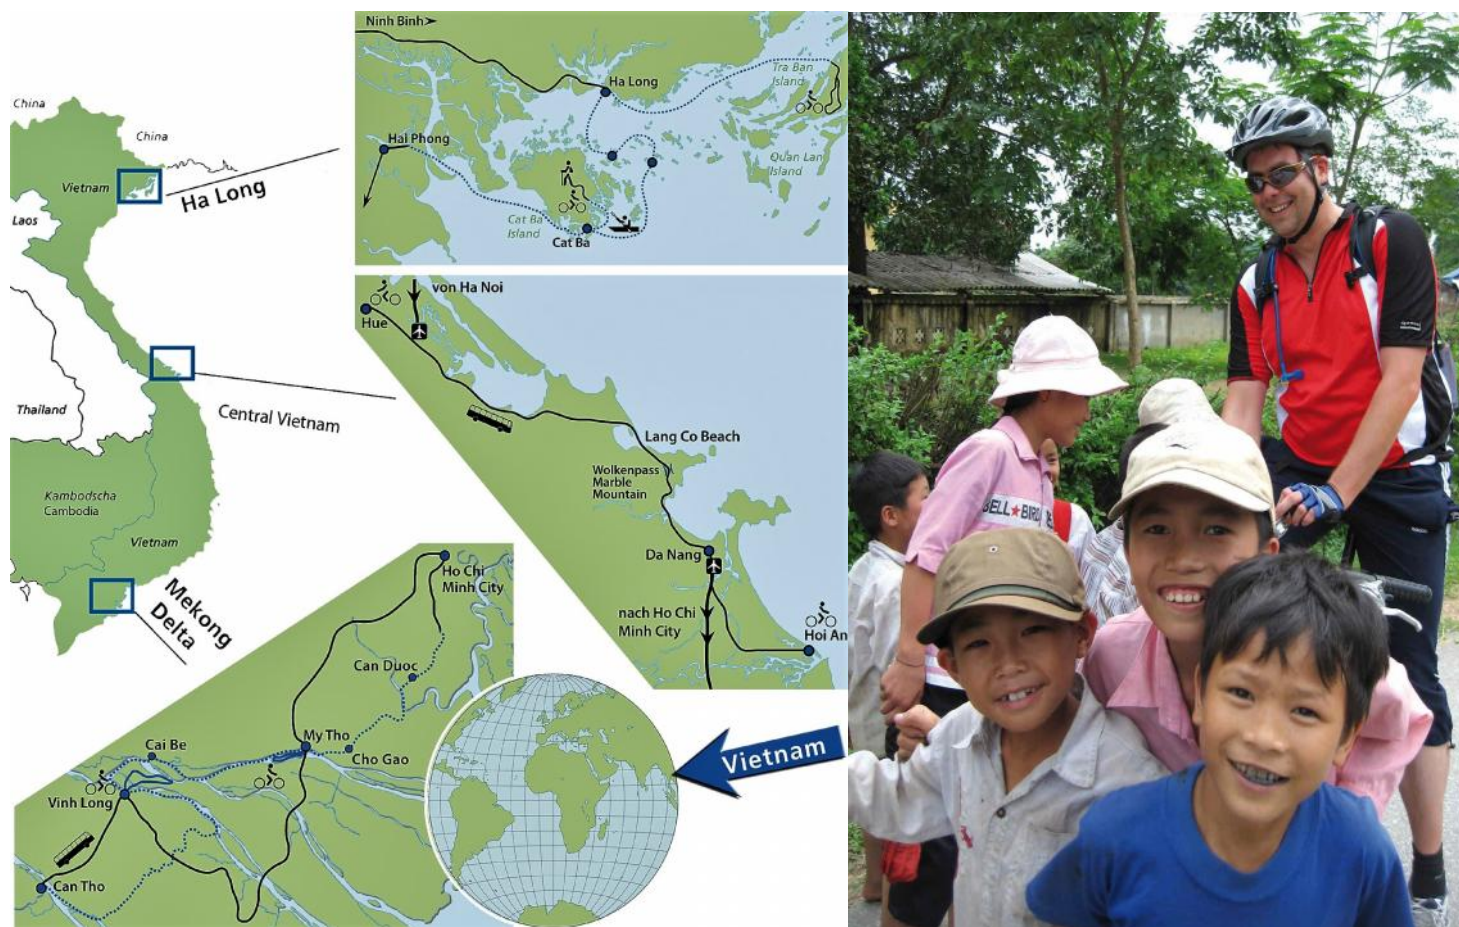 China
China
Vietnam
Laos
Ha Long
Thailand
Central Vietnam
Kambodscha
Cambodia
Vietnam
Mekong
Delta
Ninh Binh
Ha Long
Tra Ban
Island
Hai Phong
Quan Lan
Island
Cat Ba
Island
Cat Ba
von Ha Noi
Hue
Lang Co Beach
Wolkenpass
Marble
Mountain
Da Nang
nach Ho Chi
Minh City
Hoi An
Ho Chi
Minh City
Can Duoc
My Tho
Cho Gao
Cai Be
Vinh Long
Can Tho
Vietnam
BELL★BIRD